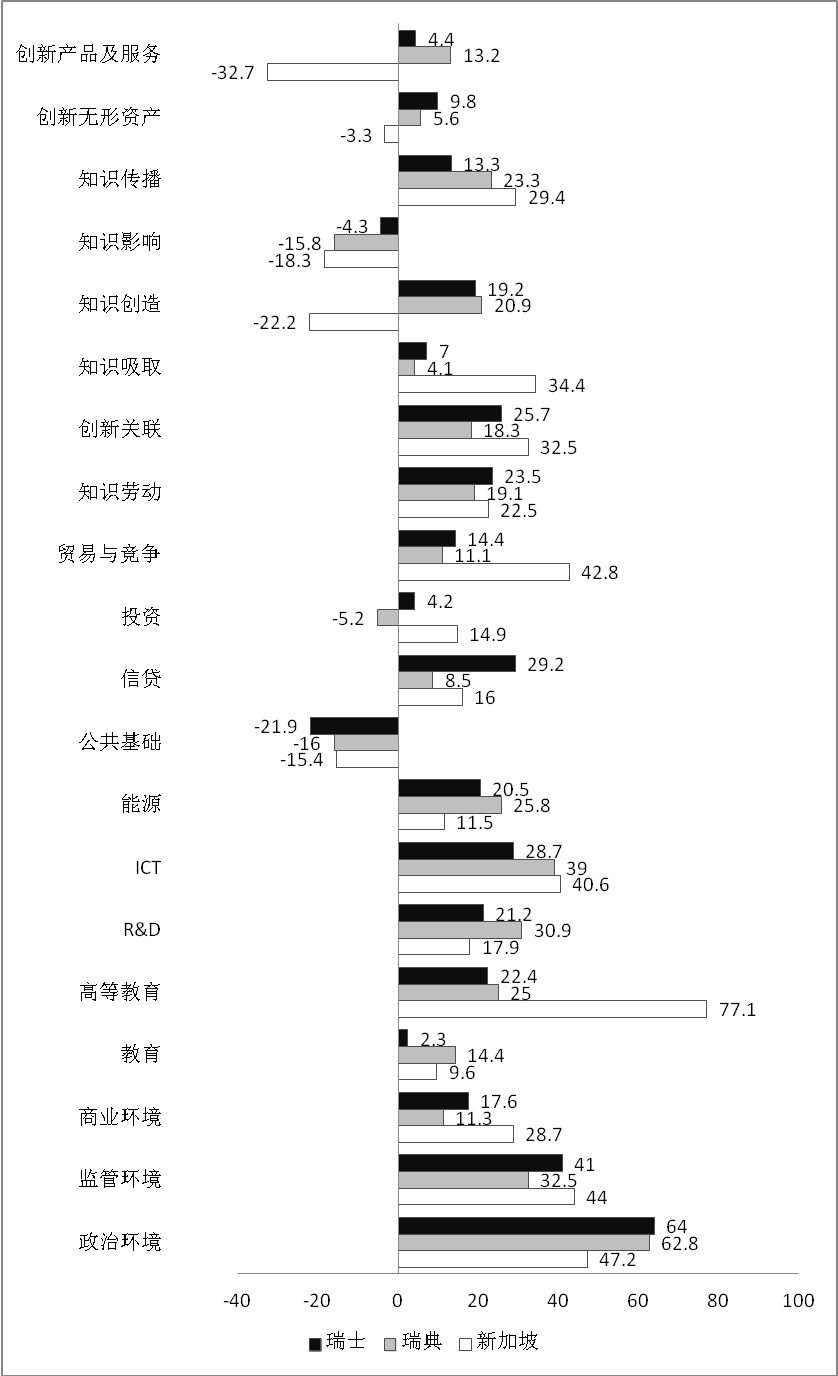 创新产品及服务
4.4
13.2
-32.7
创新无形资产
9.8
5.6
-3.3
知识传播
13.3
23.3
29.4
知识影响
-4.3
-15.8
-18.3
知识创造
19.2
20.9
-22.2
知识吸取
7
4.1
34.4
创新关联
25.7
18.3
32.5
知识劳动
23.5
19.1
22.5
贸易与竞争
14.4
11.1
42.8
投资
4.2
-5.2
14.9
信贷
29.2
8.5
16
公共基础
-21.9
-16
-15.4
能源
20.5
25.8
11.5
ICT
28.7
39
40.6
R&D
21.2
30.9
17.9
高等教育
22.4
25
77.1
教育
2.3
14.4
9.6
商业环境
17.6
11.3
28.7
监管环境
41
32.5
44
政治环境
64
62.8
47.2
-40 -20 0 20 40 60 80 100
瑞士 瑞典 新加坡